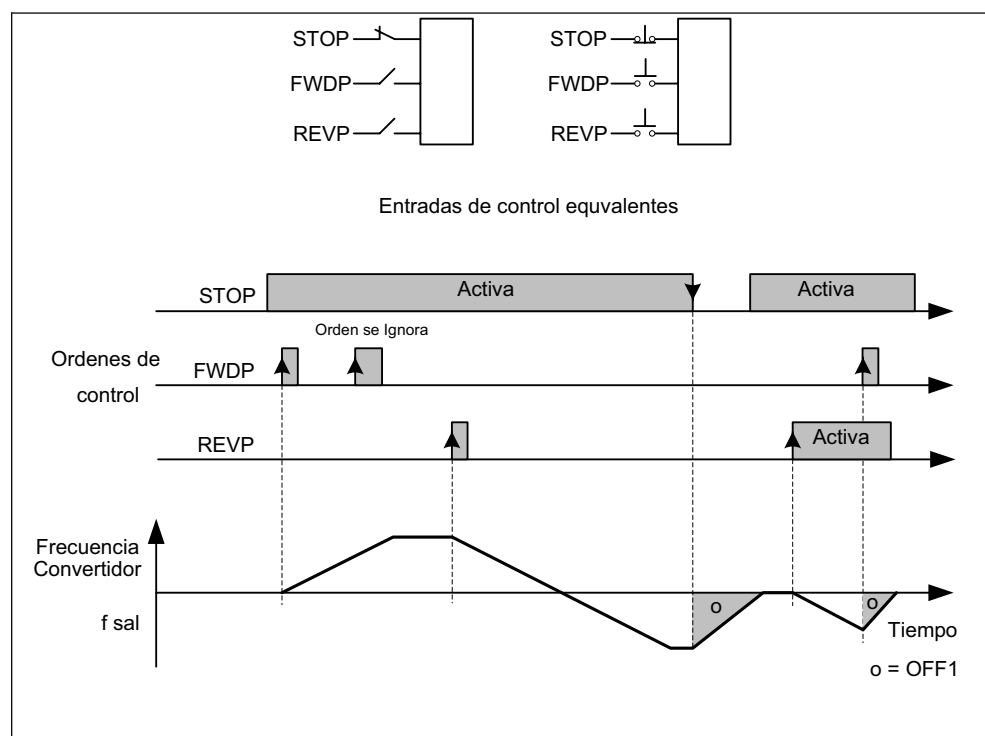 STOP
STOP
FWDP
FWDP
REVP
REVP
Entradas de control equvalentes
STOP
Activa
Activa
Orden se Ignora
Ordenes de
control
FWDP
REVP
Activa
Frecuencia
Convertidor
f sal
o
o
Tiempo
o = OFF1